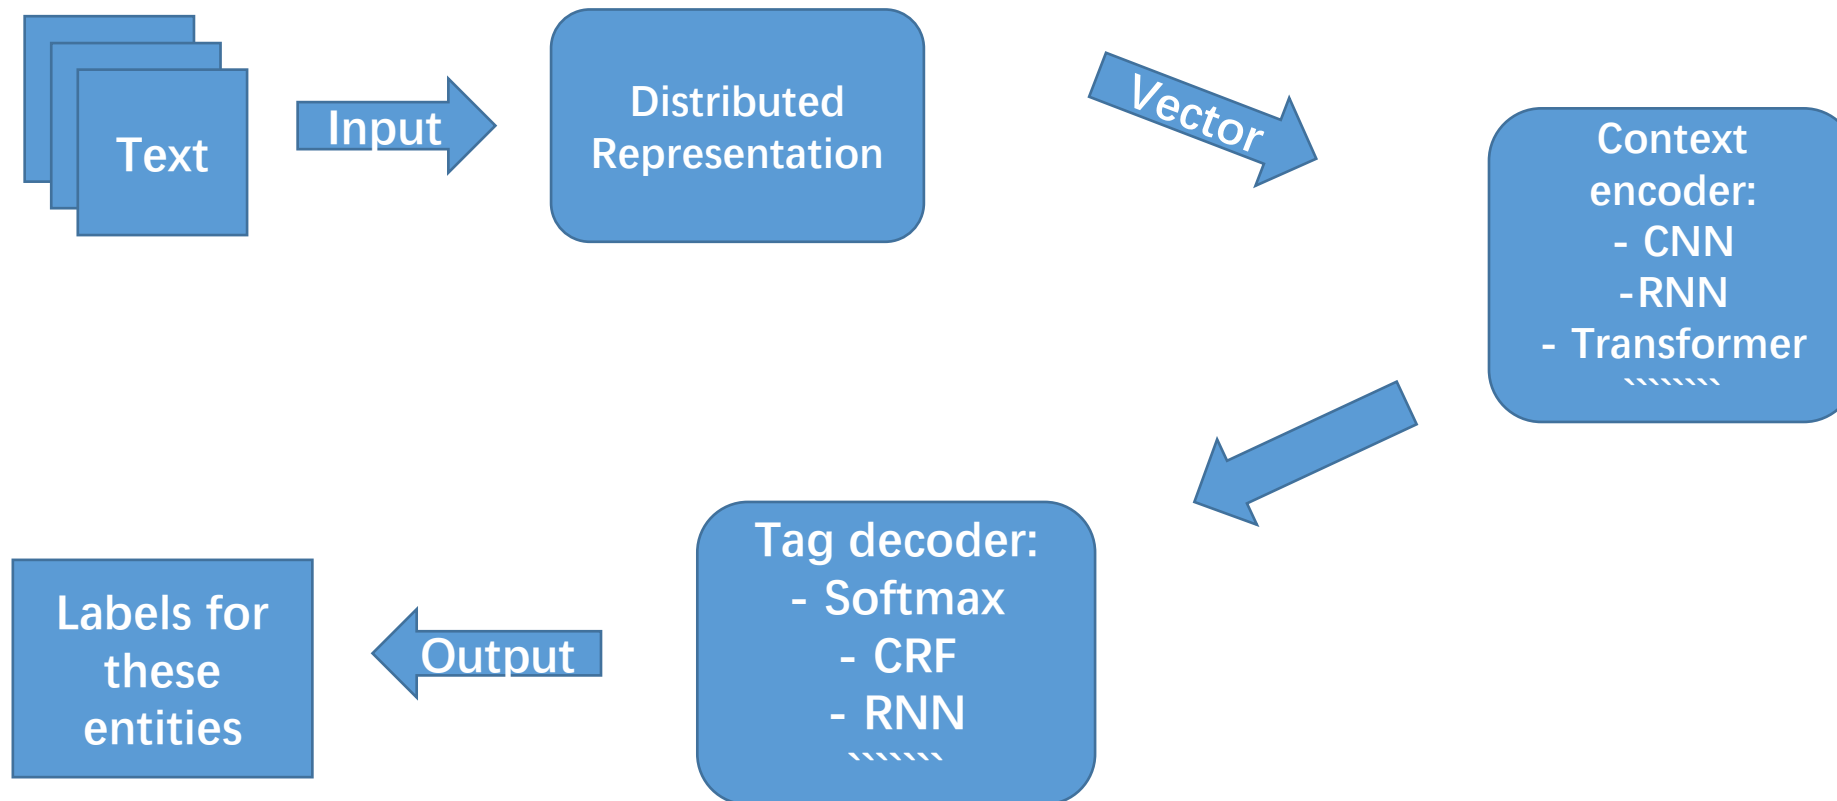 Text
Input
Distributed
Representation
Vector
Context
encoder:
- CNN
-RNN
- Transformer
````````
Tag decoder:
- Softmax
- CRF
- RNN
```````
Output
Labels for
these
entities